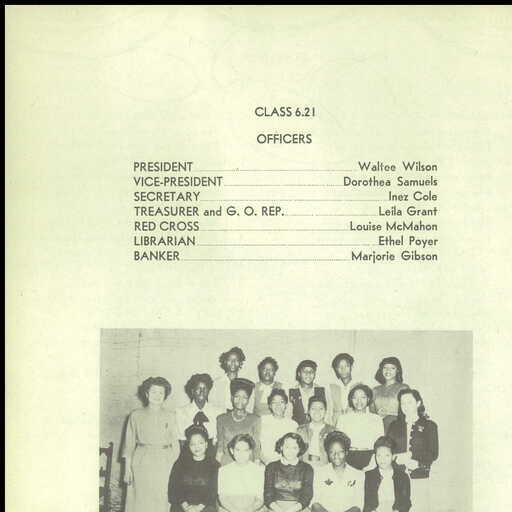 CLASS 6.21
OFFICERS
PRESIDENT Waltee Wilson
VICE-PRESIDENT Dorothea Samuels
SECRETARY Inez Cole
TREASURER and G. O. REP. Leila Grant
RED CROSS Louise McMahon
LIBRARIAN Ethel Poyer
BANKER Marjorie Gibson